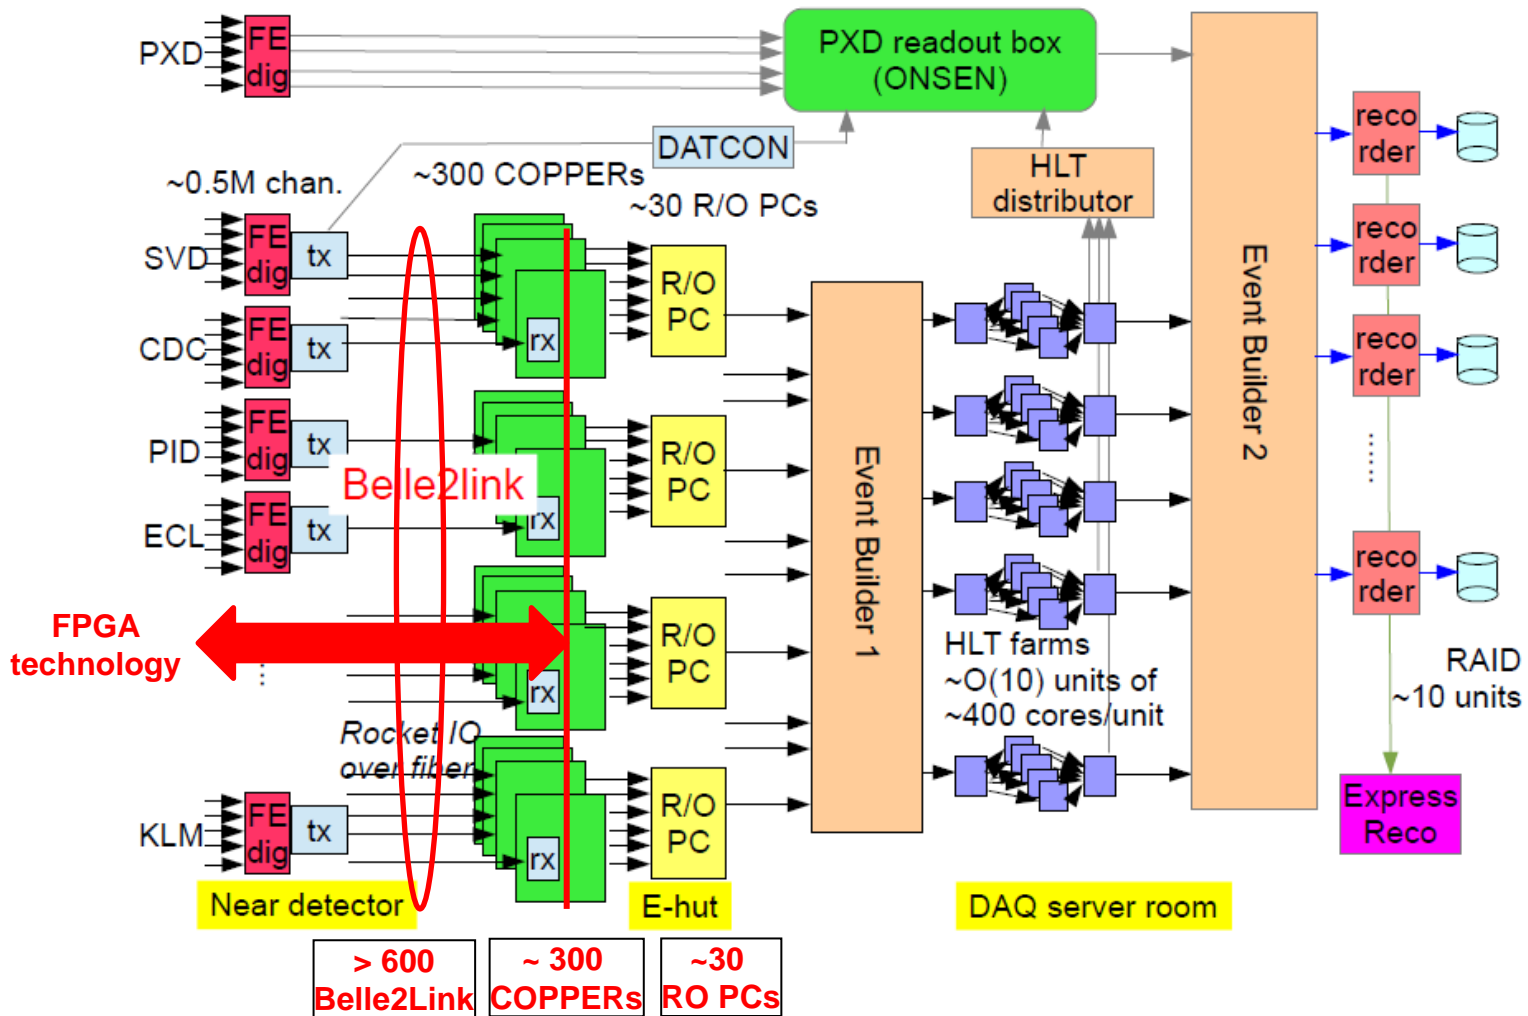 PXD
FE
dig
PXD readout box
(ONSEN)
DATCON
~0.5M chan.
~300 COPPERs
~30 R/O PCs
HLT
distributor
SVD
FE
dig
tx
CDC
FE
dig
tx
rx
R/O
PC
PID
FE
dig
tx
Belle2link
rx
R/O
PC
ECL
FE
dig
tx
FPGA
technology
⋮
rx
R/O
PC
Rocket IO
over fiber
KLM
FE
dig
tx
rx
R/O
PC
Event Builder 1
HLT farms
~O(10) units of
~400 cores/unit
Event Builder 2
reco
rder
reco
rder
reco
rder
......
reco
rder
RAID
~10 units
Express
Reco
Near detector
E-hut
DAQ server room
> 600
Belle2Link
~ 300
COPPERs
~30
RO PCs